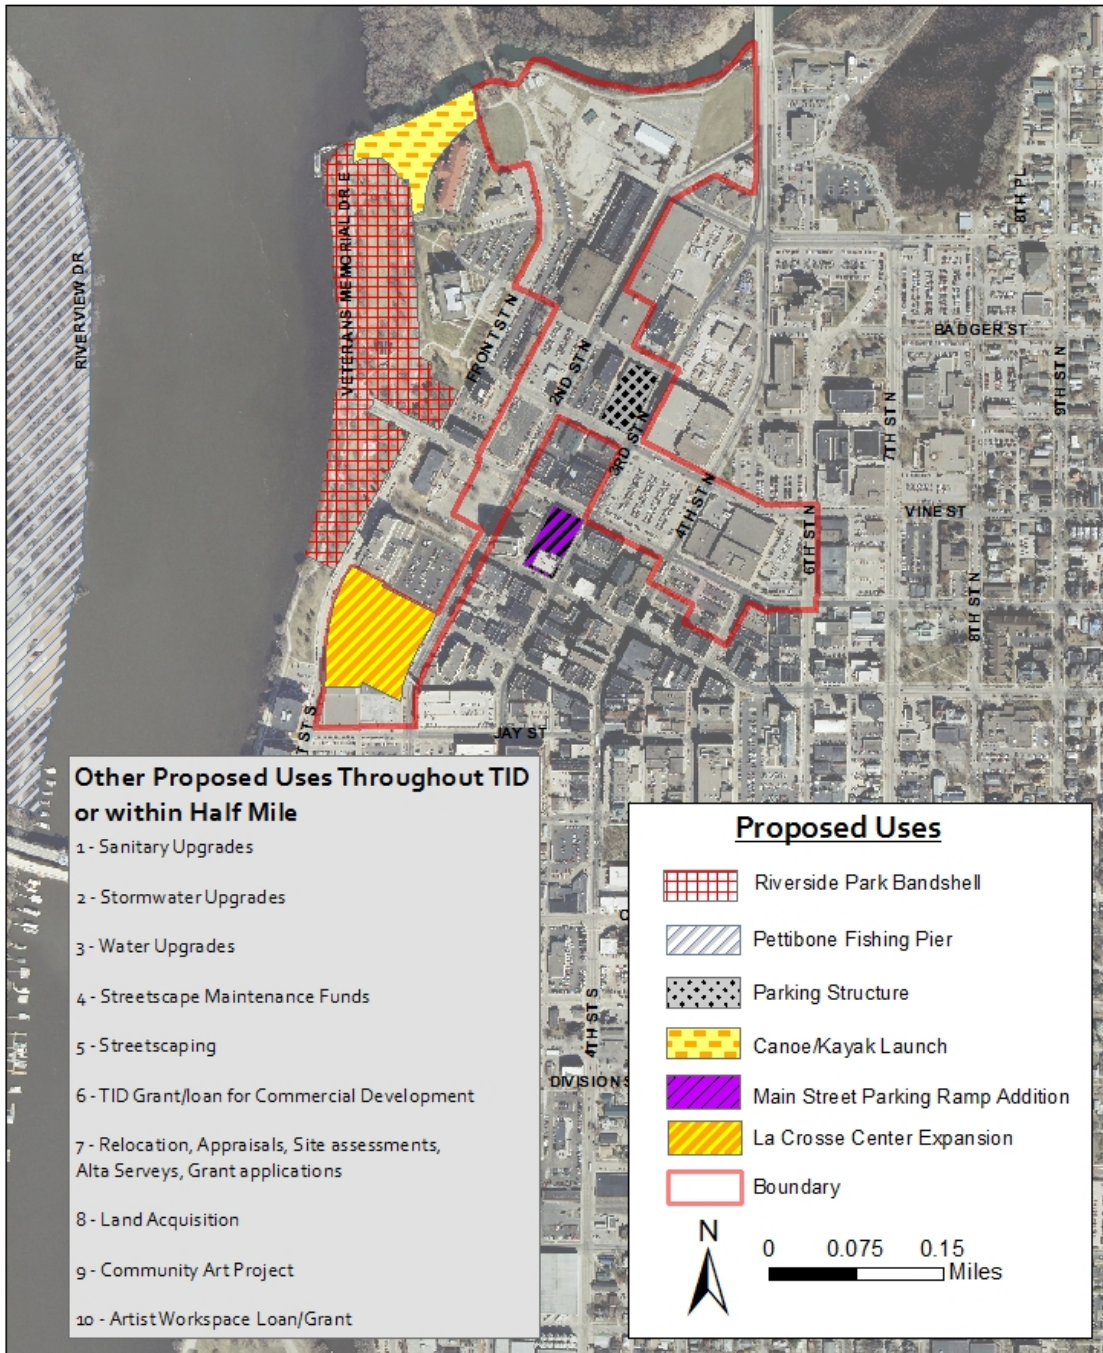 8TH PL
VETERANS MEMORIAL DR E
RIVERVIEW DR
FRONT ST N
BADGER ST
2ND ST N
9TH ST N
7TH ST N
3RD ST N
4TH ST N
VINE ST
6TH ST N
8TH ST N
T ST S
JAY ST
4TH ST S
DIVISION S
Other Proposed Uses Throughout TID
or within Half Mile
1 - Sanitary Upgrades
2 - Stormwater Upgrades
3 - Water Upgrades
4 - Streetscape Maintenance Funds
5 - Streetscaping
6 - TID Grant/loan for Commercial Development
7 - Relocation, Appraisals, Site assessments,
Alta Surveys, Grant applications
8 - Land Acquisition
9 - Community Art Project
10 - Artist Workspace Loan/Grant
Proposed Uses
Riverside Park Bandshell
Pettibone Fishing Pier
Parking Structure
Canoe/Kayak Launch
Main Street Parking Ramp Addition
La Crosse Center Expansion
Boundary
N
0 0.075 0.15
Miles